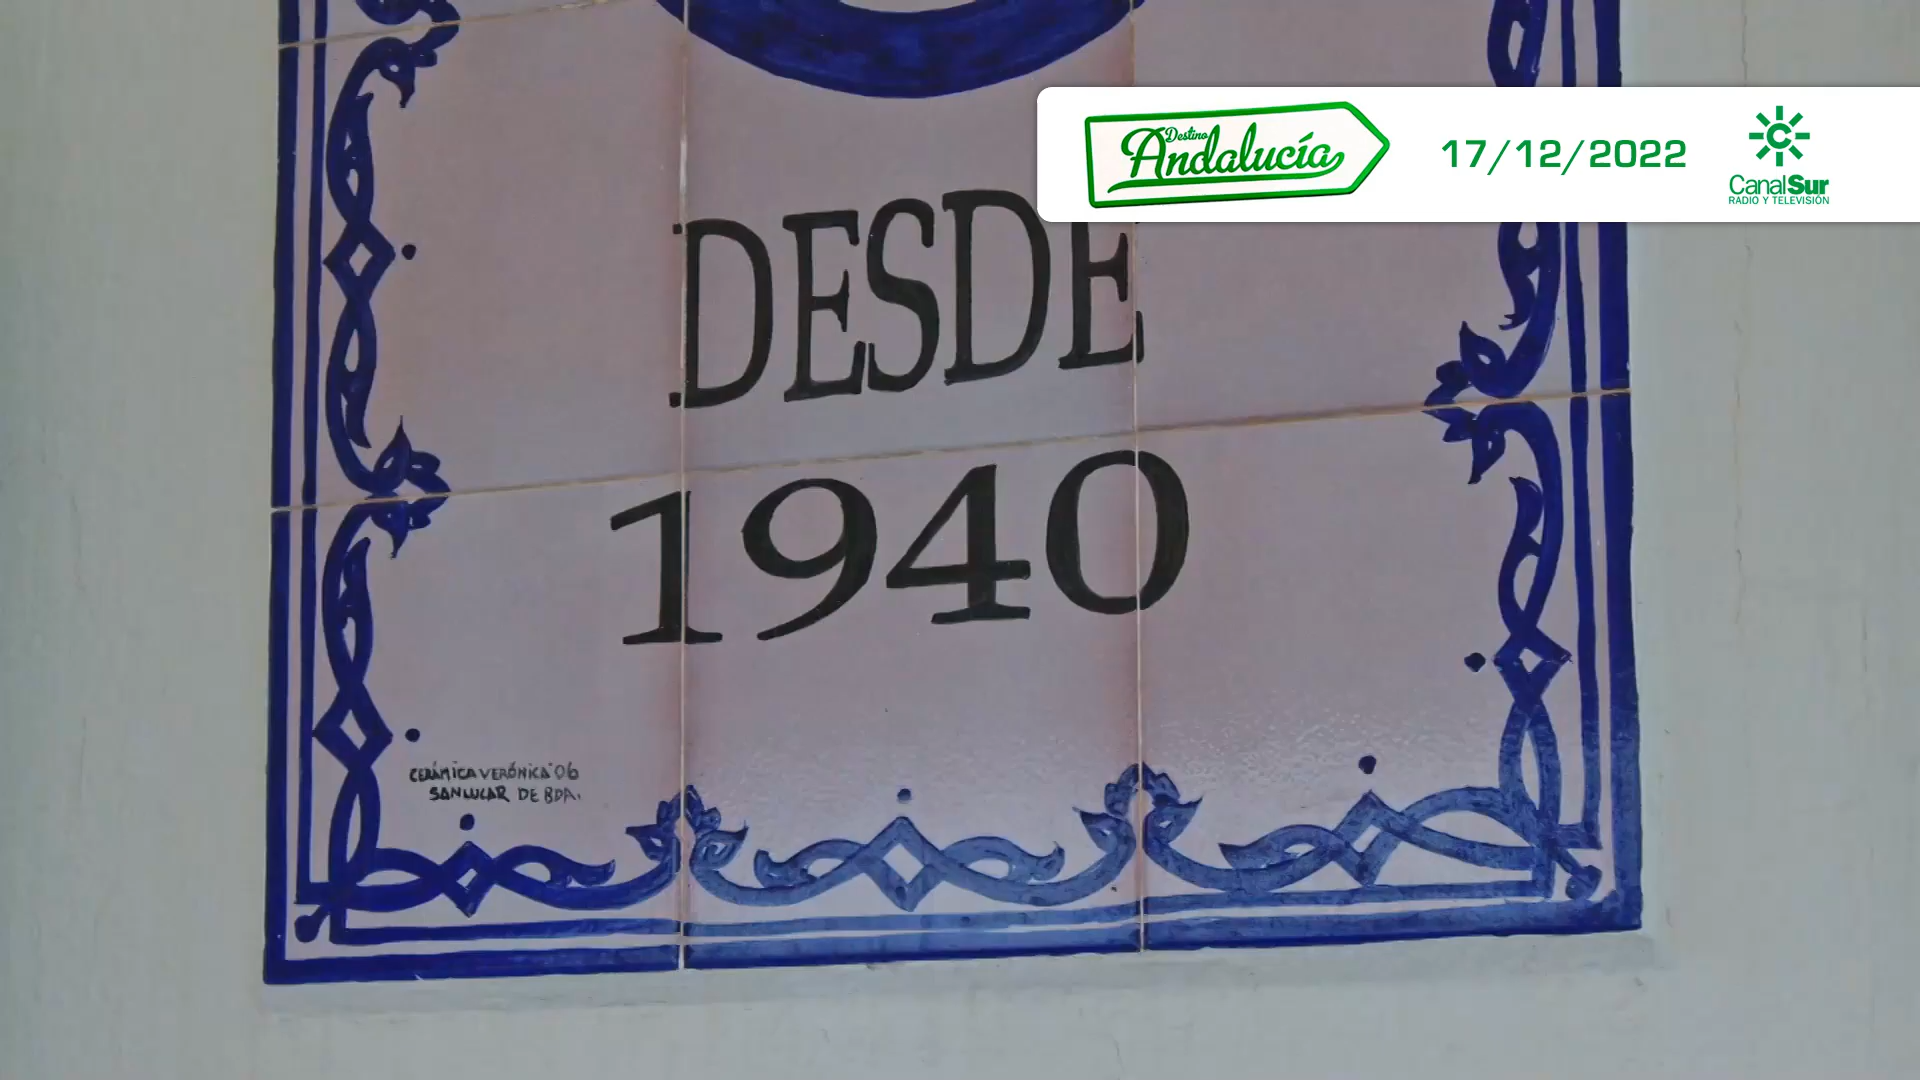 Destino
Andalucía
17/12/2022
CanalSur
RADIO Y TELEVISIÓN
DESDE
1940
CERÁMICA VERÓNICA '06
SANLUCAR DE BDA.